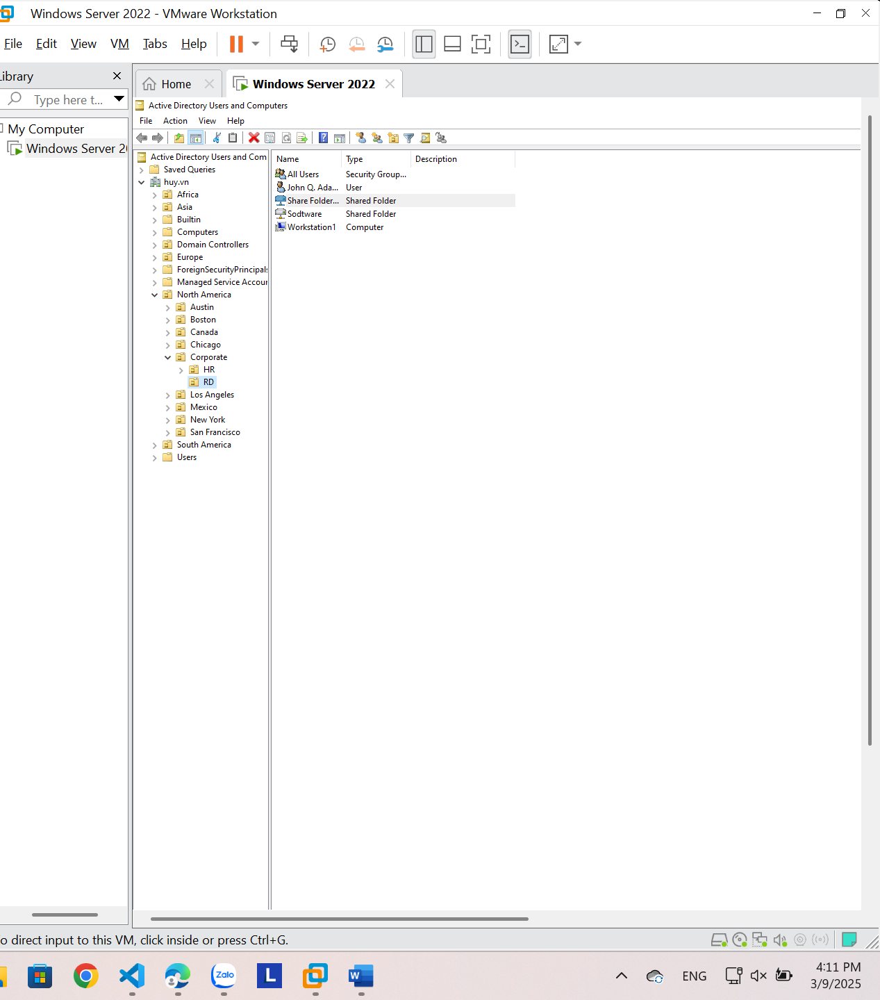 Windows Server 2022 - VMware Workstation
File Edit View VM Tabs Help
Library
Home
Windows Server 2022
Type here t...
My Computer
Windows Server 20
Active Directory Users and Computers
File Action View Help
Active Directory Users and Com
Saved Queries
huy.vn
Africa
Asia
Builtin
Computers
Domain Controllers
Europe
ForeignSecurityPrincipals
Managed Service Accour
North America
Austin
Boston
Canada
Chicago
Corporate
HR
RD
Los Angeles
Mexico
New York
San Francisco
South America
Users
Name Type Description
All Users Security Group...
John Q. Ada... User
Share Folder... Shared Folder
Sodtware Shared Folder
Workstation1 Computer
o direct input to this VM, click inside or press Ctrl+G.
Zalo
L
W
ENG
4:11 PM
3/9/2025